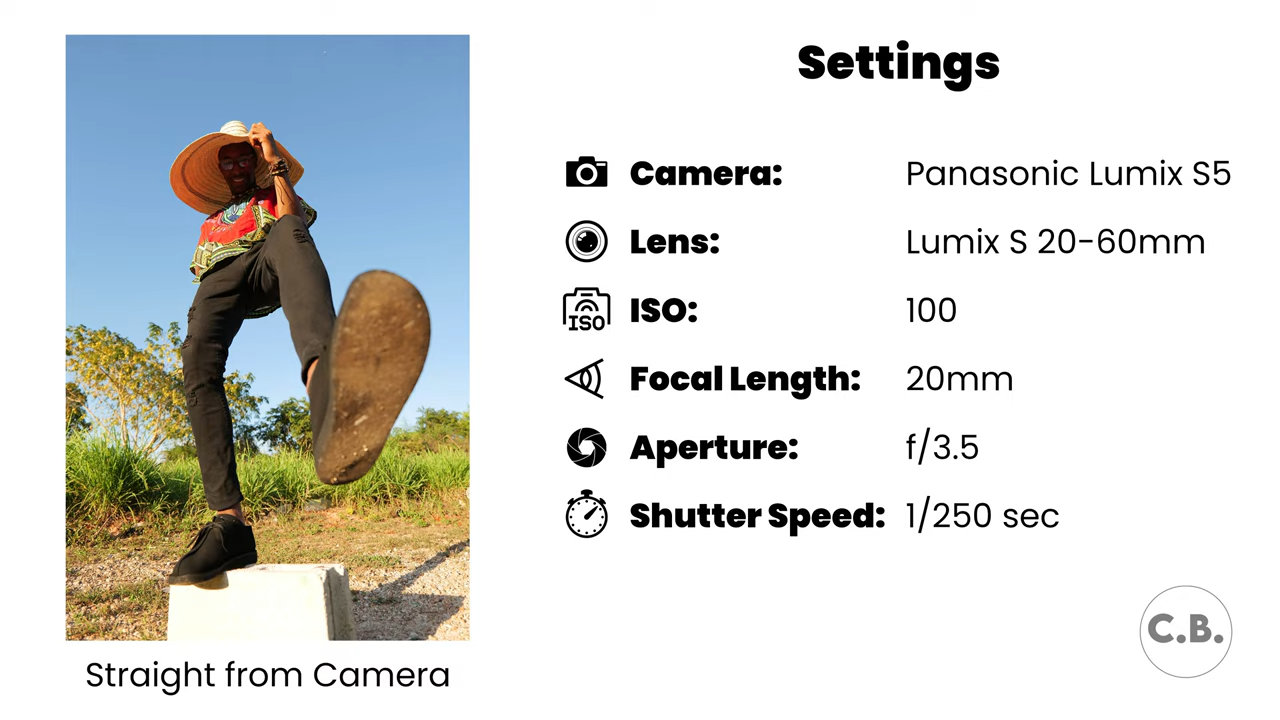 Settings
Camera: Panasonic Lumix S5
Lens: Lumix S 20-60mm
ISO
ISO: 100
Focal Length: 20mm
Aperture: f/3.5
Shutter Speed: 1/250 sec
C.B.
Straight from Camera